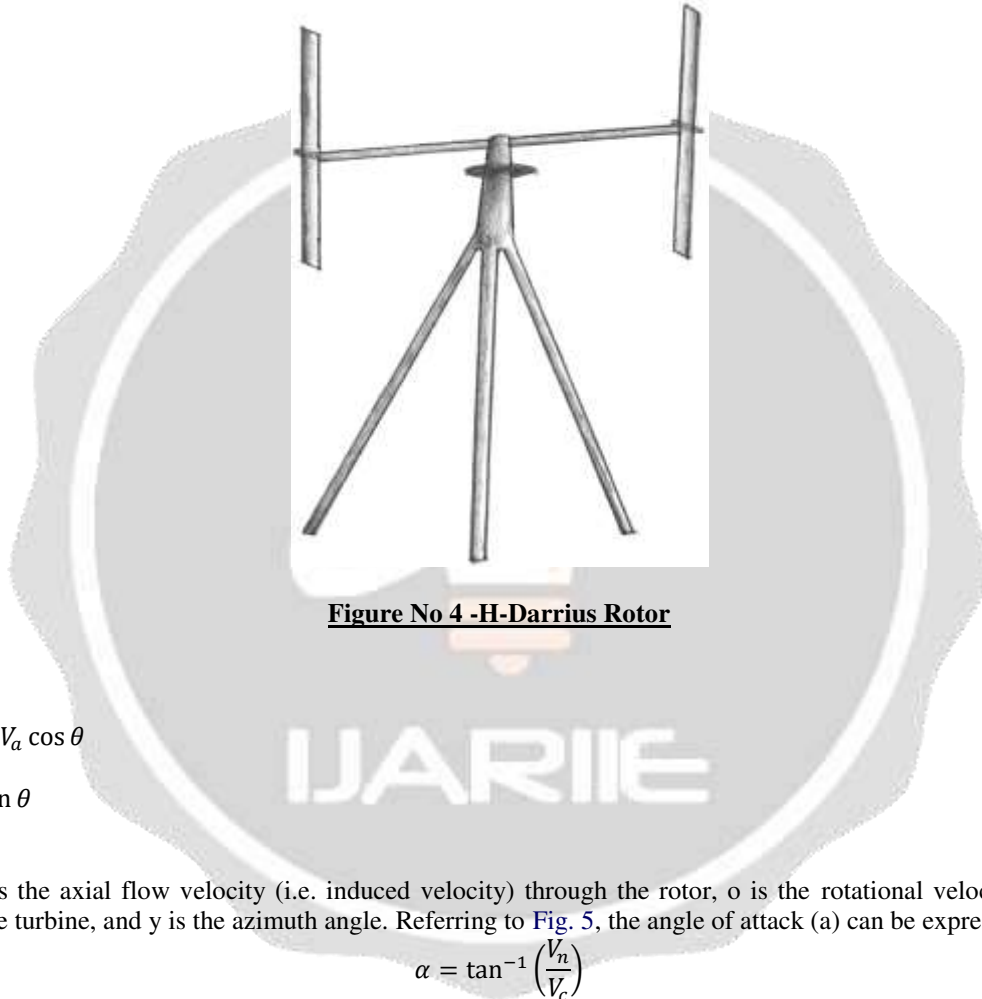 Figure No 4 -H-Darrius Rotor
V_a cos θ
n θ
IJARIIE
s the axial flow velocity (i.e. induced velocity) through the rotor, o is the rotational veloc
e turbine, and y is the azimuth angle. Referring to Fig. 5, the angle of attack (a) can be expre
α = tan⁻¹ (V_n / V_c)